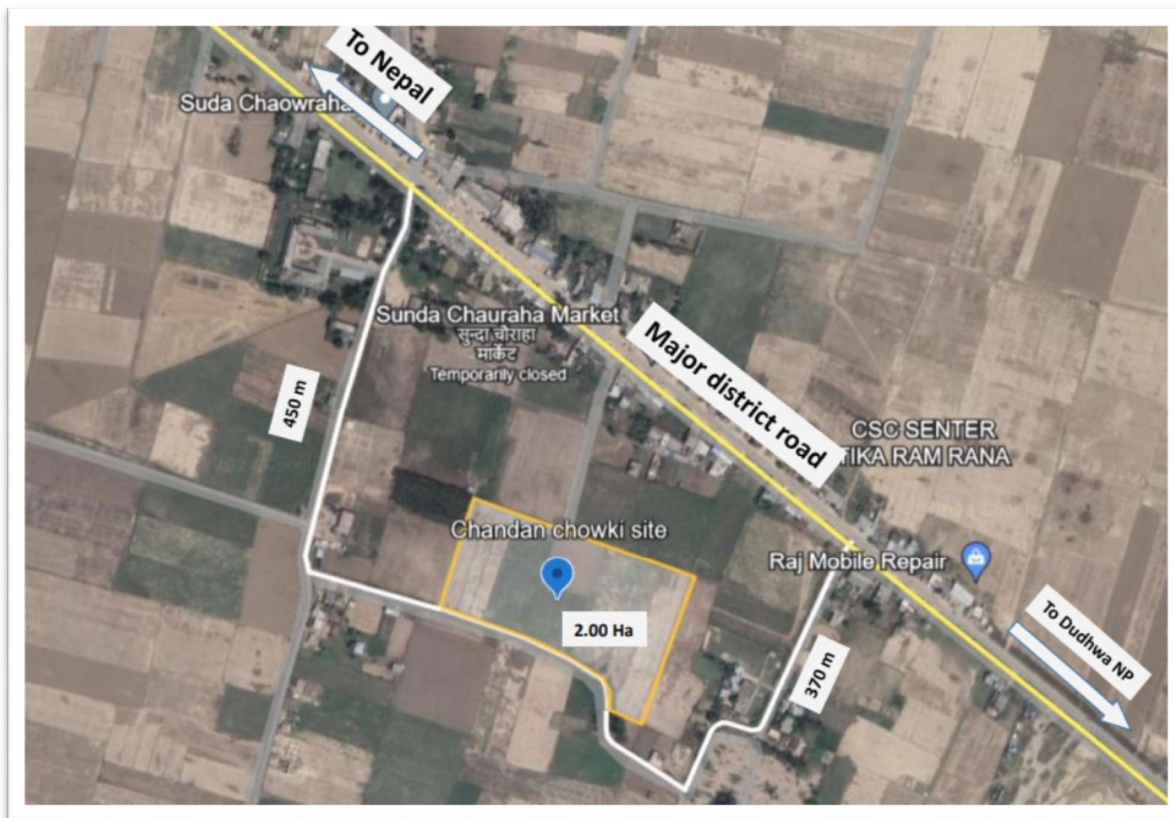 To Nepal
Suda Chaowraha
Sunda Chauraha Market
सुन्दा चौराहा
मार्केट
Temporarily closed
Major district road
450 m
CSC SENTER
TIKA RAM RANA
Chandan chowki site
Raj Mobile Repair
2.00 Ha
To Dudhwa NP
370 m